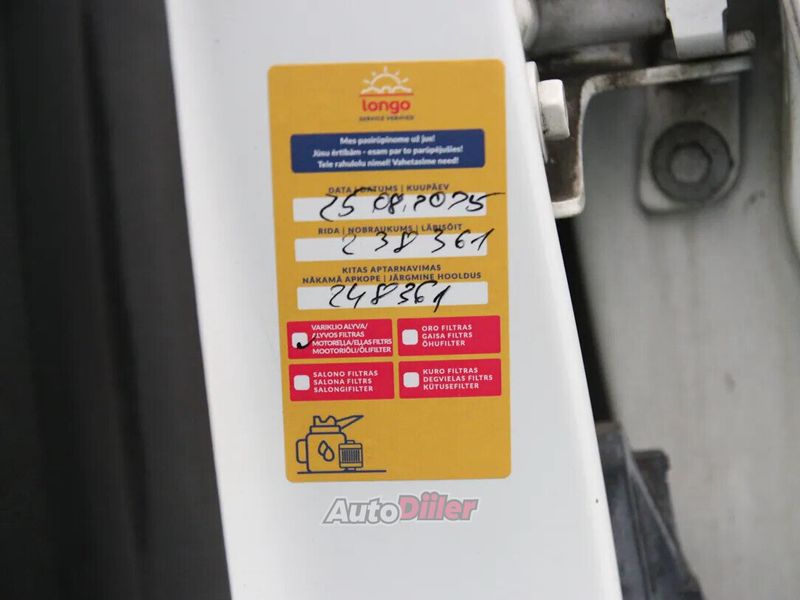 longo
SERVICE VERIFIED
Mes pasirūpinome už jus!
Jūsu ērtībām - esam par to parūpējušies!
Teie rahulolu nimel! Vahetasime need!
DATA | DATUMS | KUUPÄEV
25 08.2025
RIDA | NOBRAUKUMS | LÄBISÕIT
238 361
KITAS APTARNAVIMAS
NĀKAMĀ APKOPE | JÄRGMINE HOOLDUS
248361
VARIKLIO ALYVA/
ALYVOS FILTRAS
MOTOREĻĻA/EĻĻAS FILTRS
MOOTORIÕLI/ÕLIFILTER
ORO FILTRAS
GAISA FILTRS
ÕHUFILTER
SALONO FILTRAS
SALONA FILTRS
SALONGIFILTER
KURO FILTRAS
DEGVIELAS FILTRS
KÜTUSEFILTER
AutoDiiler